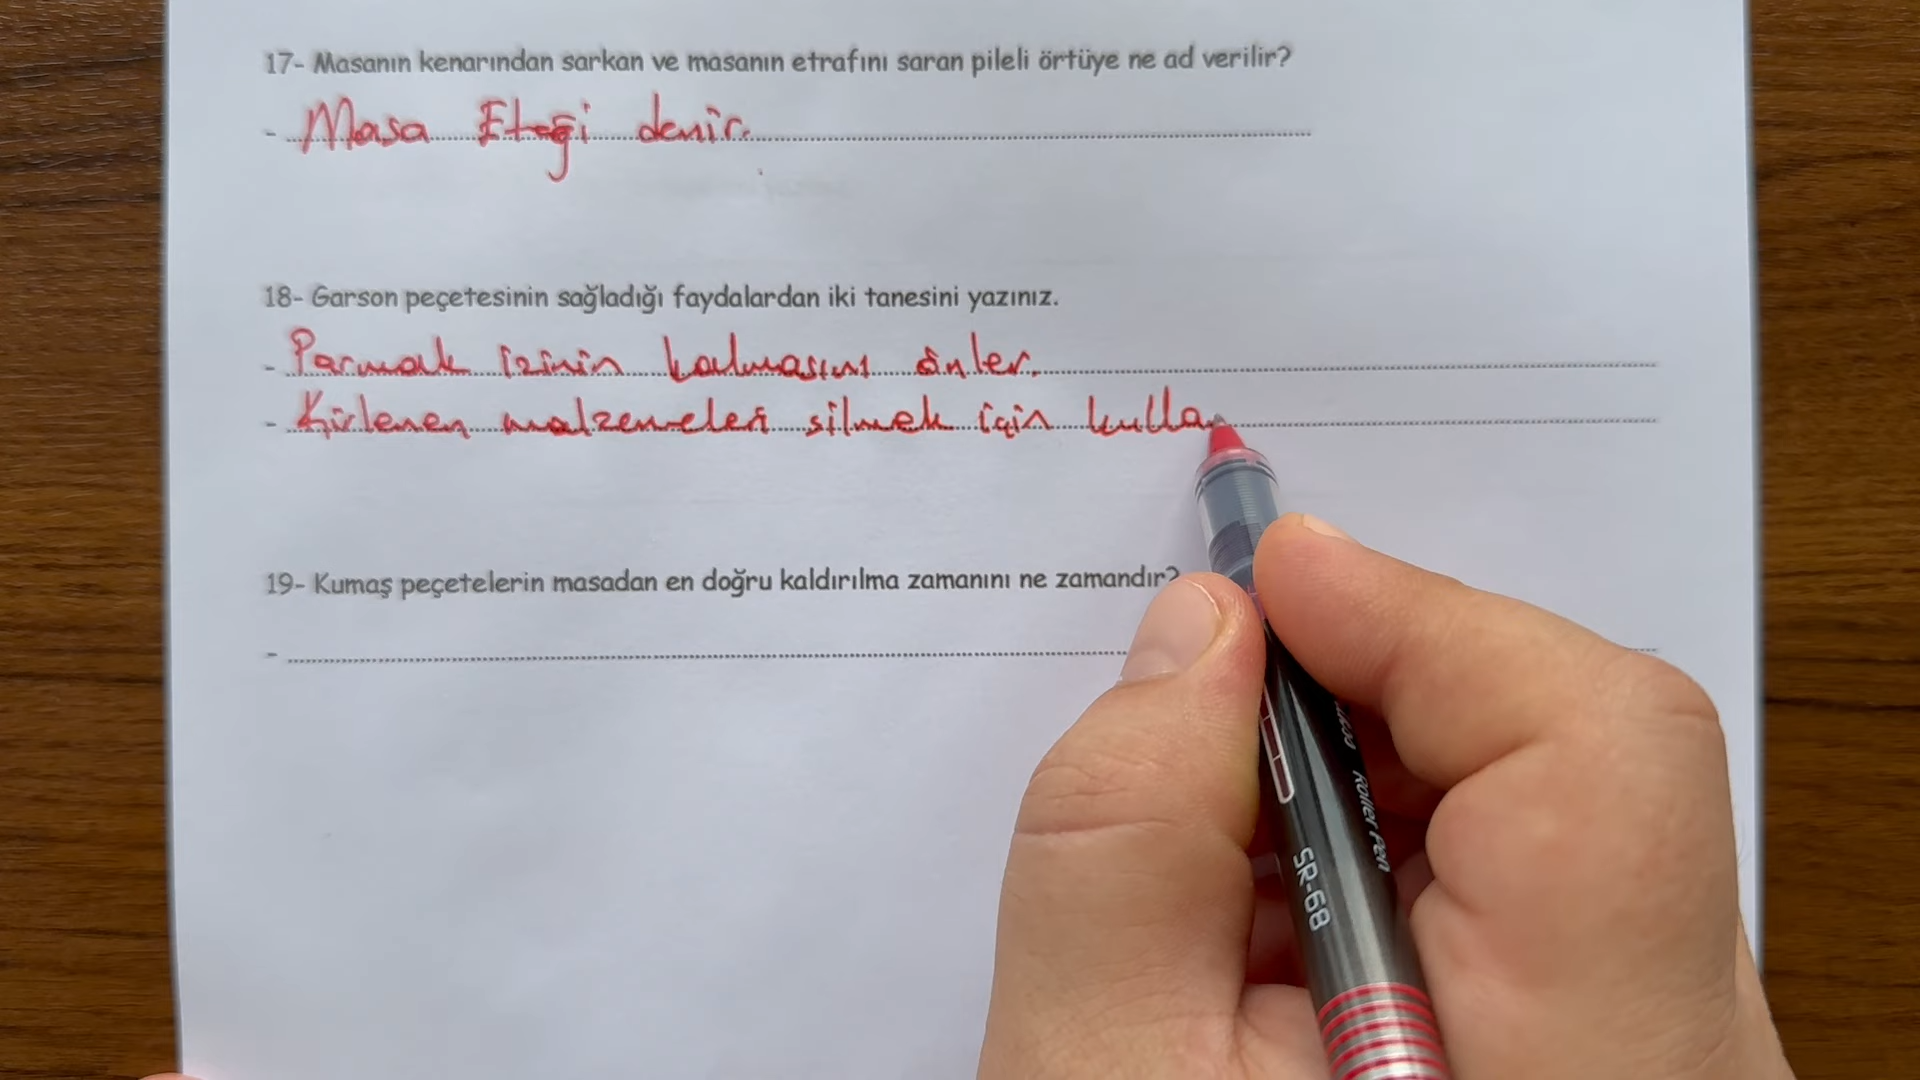 17- Masanın kenarından sarkan ve masanın etrafını saran pileli örtüye ne ad verilir?
- Masa Eteği denir.
18- Garson peçetesinin sağladığı faydalardan iki tanesini yazınız.
- Parmak izinin kalmasını önler.
- Kirlenen malzemeleri silmek için kulla
19- Kumaş peçetelerin masadan en doğru kaldırılma zamanını ne zamandır?
-
Roller Pen
SR-68